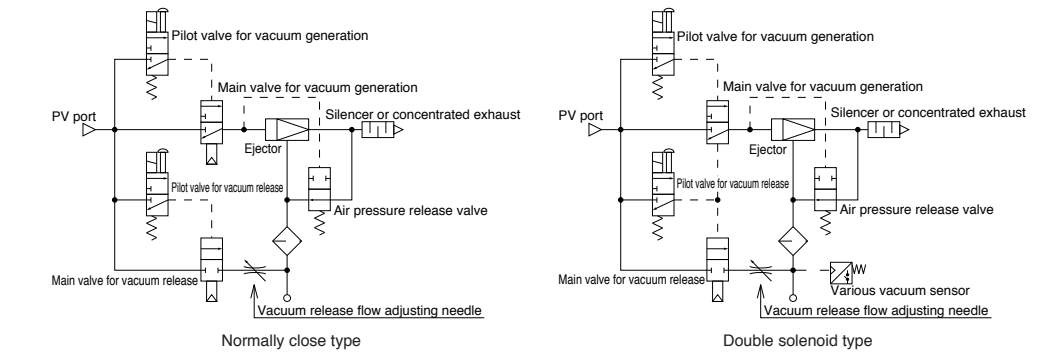 Pilot valve for vacuum generation
Main valve for vacuum generation
PV port
Silencer or concentrated exhaust
Ejector
Pilot valve for vacuum release
Air pressure release valve
Main valve for vacuum release
Vacuum release flow adjusting needle
Normally close type
Pilot valve for vacuum generation
Main valve for vacuum generation
PV port
Silencer or concentrated exhaust
Ejector
Pilot valve for vacuum release
Air pressure release valve
Main valve for vacuum release
Various vacuum sensor
Vacuum release flow adjusting needle
Double solenoid type